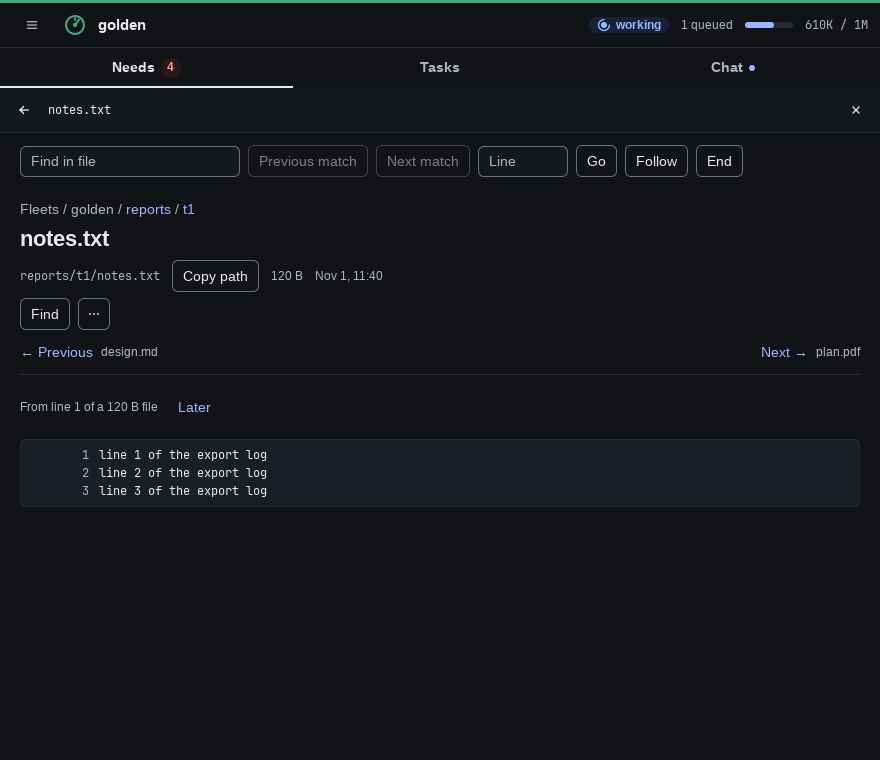 golden
working
1 queued
610K / 1M
Needs 4
Tasks
Chat
notes.txt
Find in file
Previous match
Next match
Line
Go
Follow
End
Fleets / golden / reports / t1
notes.txt
reports/t1/notes.txt
Copy path
120 B
Nov 1, 11:40
Find
← Previous design.md
Next → plan.pdf
From line 1 of a 120 B file
Later
1 line 1 of the export log
2 line 2 of the export log
3 line 3 of the export log